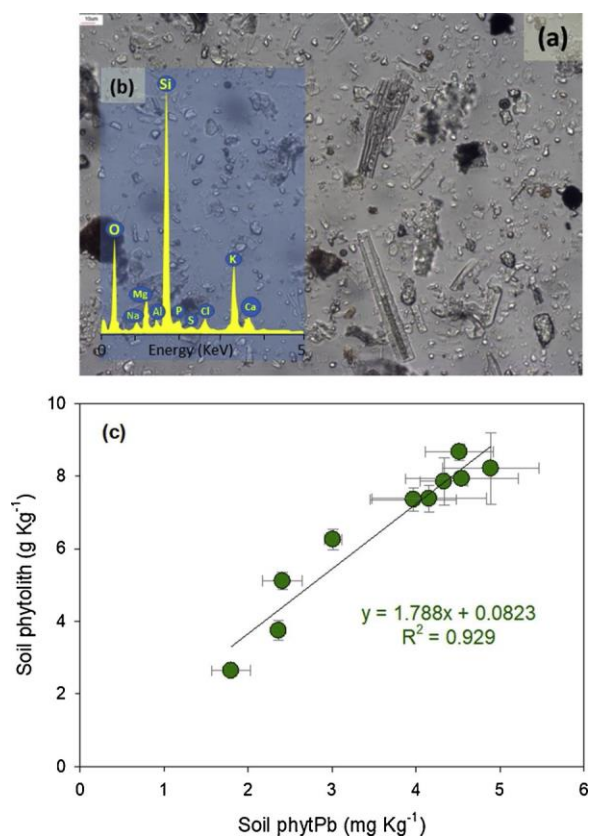 10um
(a)
(b)
Si
O
K
Mg
Na
Al
P
S
Cl
Ca
0
5
Energy (KeV)
(c)
10
8
6
4
2
0
Soil phytolith (g Kg⁻¹)
y = 1.788x + 0.0823
R² = 0.929
0 1 2 3 4 5 6
Soil phytPb (mg Kg⁻¹)